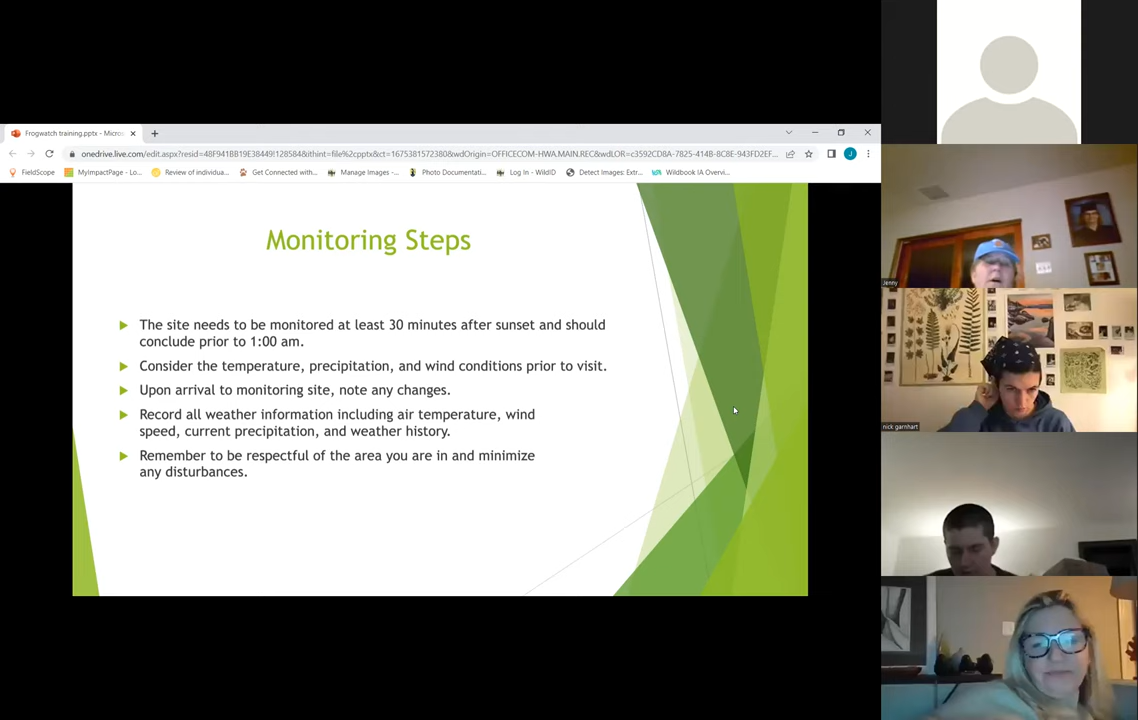 Frogwatch training.pptx - Micros
onedrive.live.com/edit.aspx?resid=48F941BB19E38449!128584&ithint=file%2cpptx&ct=1675381572380&wdOrigin=OFFICECOM-HWA.MAIN.REC&wdLOR=c3592CD8A-7825-414B-8C8E-943FD2EF...
J
FieldScope MyImpactPage - Lo... Review of individua... Get Connected with... Manage Images -... Photo Documentati... Log In - WildID Detect Images: Extr... Wildbook IA Overvi...
Monitoring Steps
The site needs to be monitored at least 30 minutes after sunset and should
conclude prior to 1:00 am.
Consider the temperature, precipitation, and wind conditions prior to visit.
Upon arrival to monitoring site, note any changes.
Record all weather information including air temperature, wind
speed, current precipitation, and weather history.
Remember to be respectful of the area you are in and minimize
any disturbances.
Jenny
nick garnhart